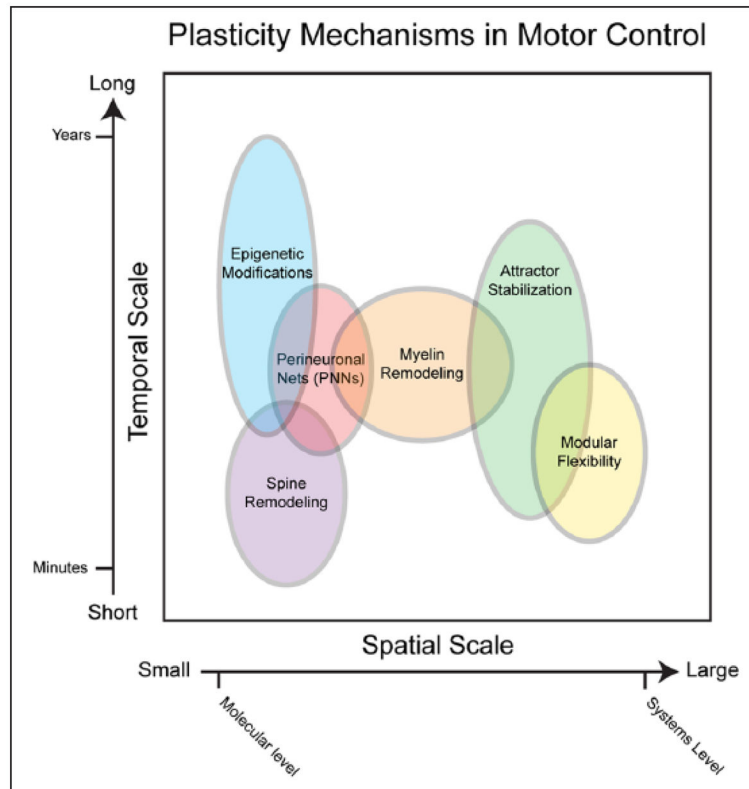 Plasticity Mechanisms in Motor Control
Long
Years
Temporal Scale
Minutes
Short
Epigenetic
Modifications
Perineuronal
Nets (PNNs)
Myelin
Remodeling
Attractor
Stabilization
Modular
Flexibility
Spine
Remodeling
Spatial Scale
Small
Large
Molecular level
Systems Level